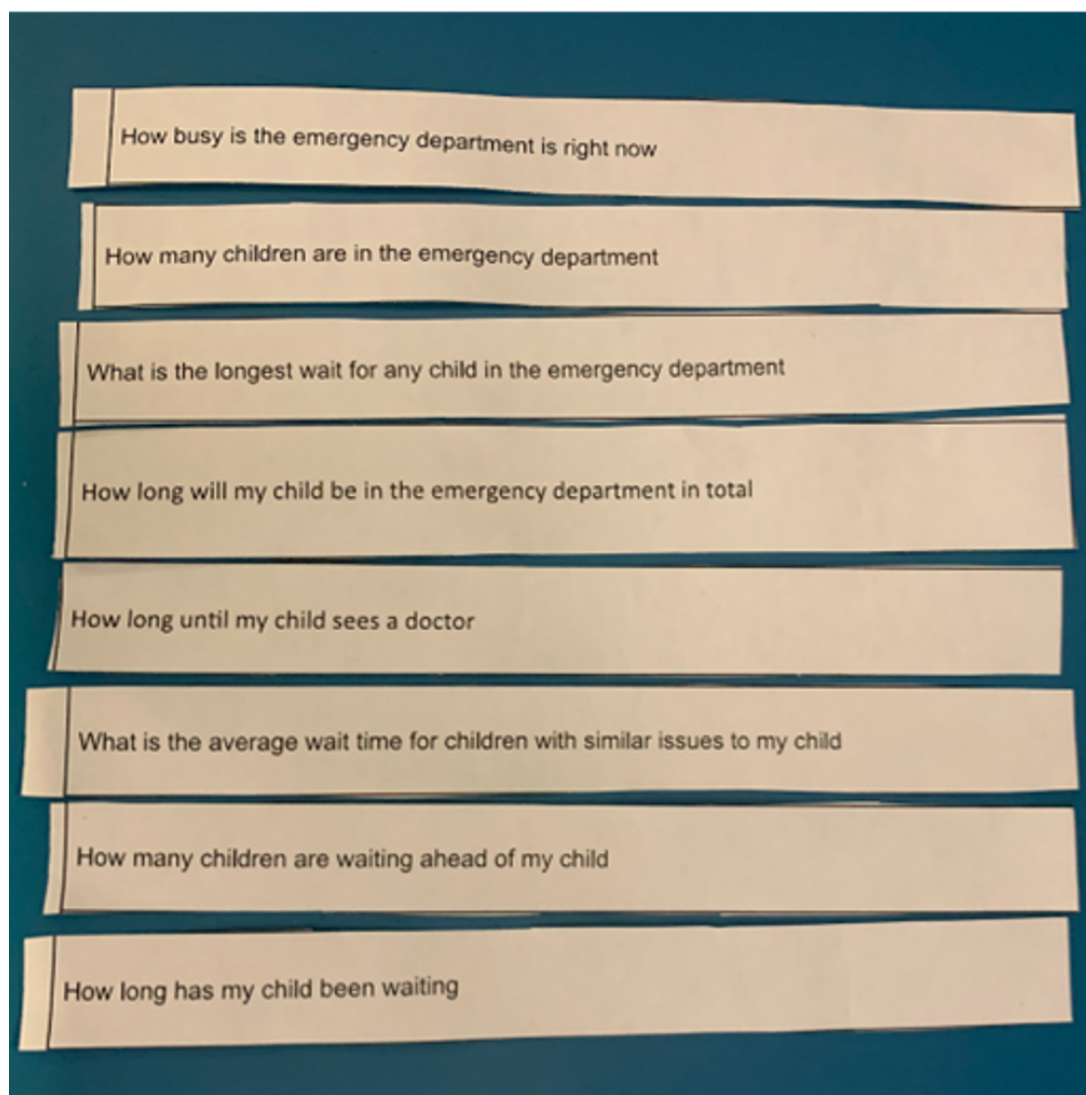 How busy is the emergency department is right now
How many children are in the emergency department
What is the longest wait for any child in the emergency department
How long will my child be in the emergency department in total
How long until my child sees a doctor
What is the average wait time for children with similar issues to my child
How many children are waiting ahead of my child
How long has my child been waiting